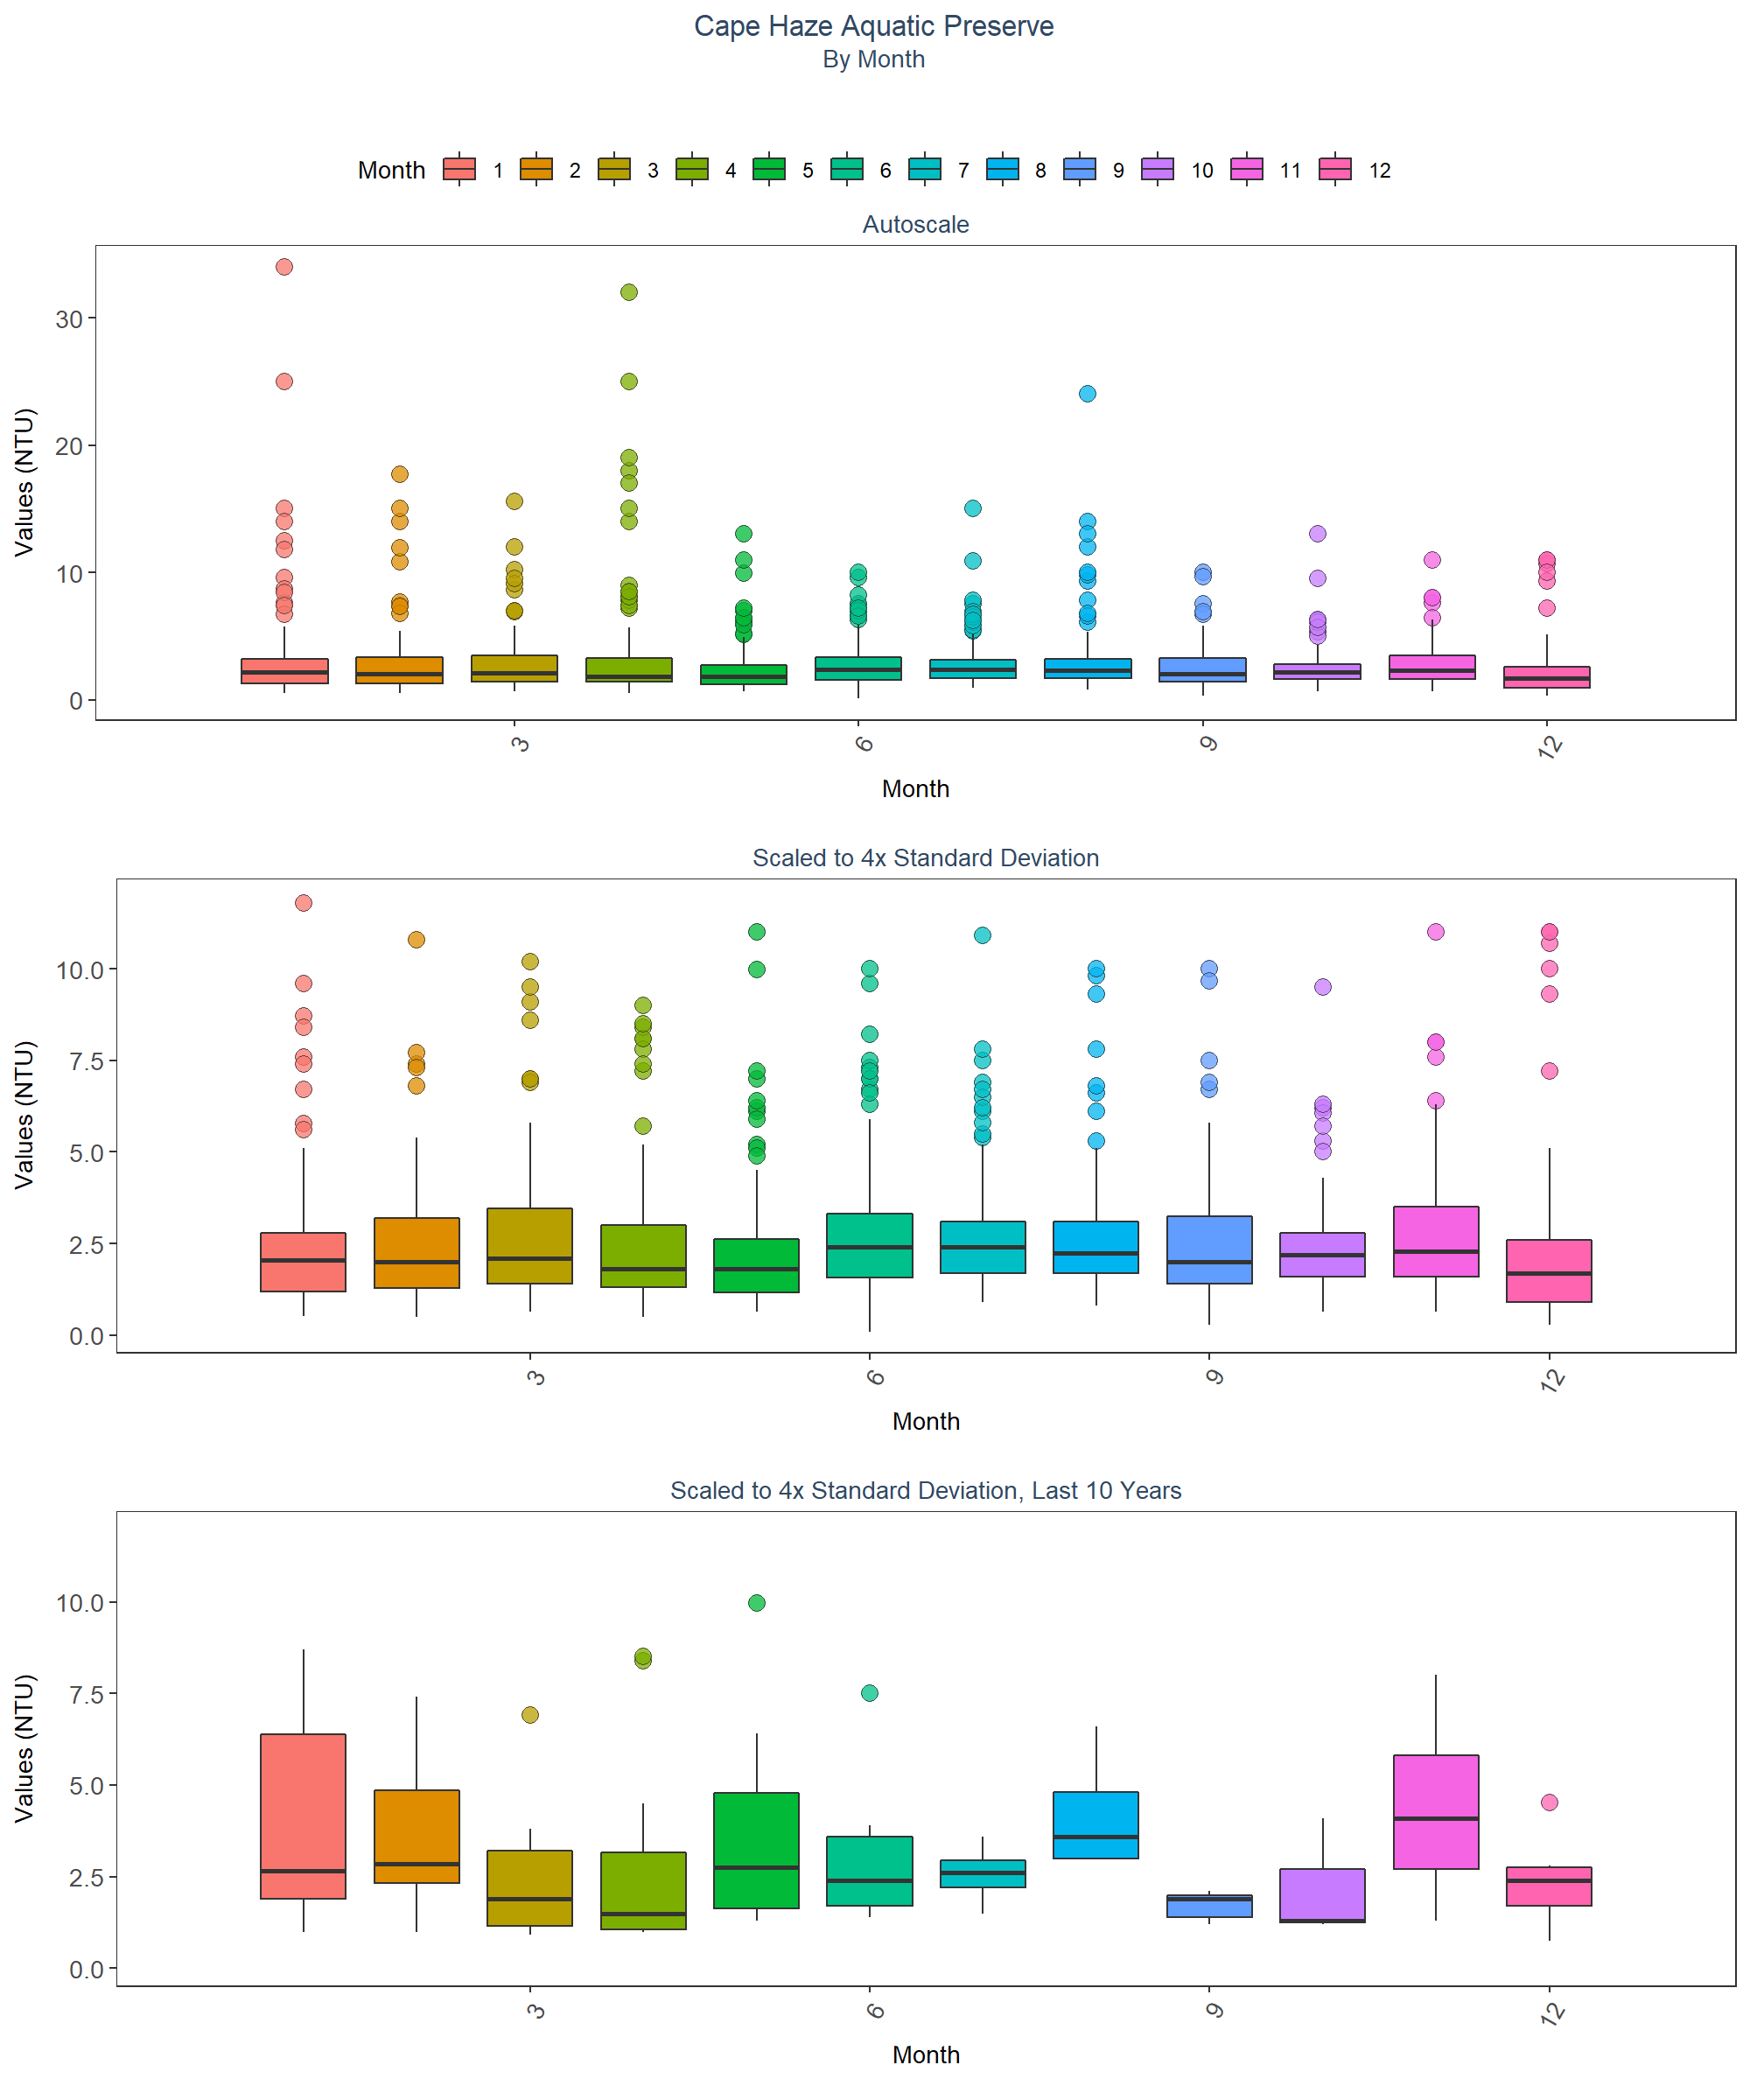 Cape Haze Aquatic Preserve
By Month
Month 1 2 3 4 5 6 7 8 9 10 11 12
Autoscale
Values (NTU)
30
20
10
0
3 6 9 12
Month
Scaled to 4x Standard Deviation
Values (NTU)
10.0
7.5
5.0
2.5
0.0
3 6 9 12
Month
Scaled to 4x Standard Deviation, Last 10 Years
Values (NTU)
10.0
7.5
5.0
2.5
0.0
3 6 9 12
Month